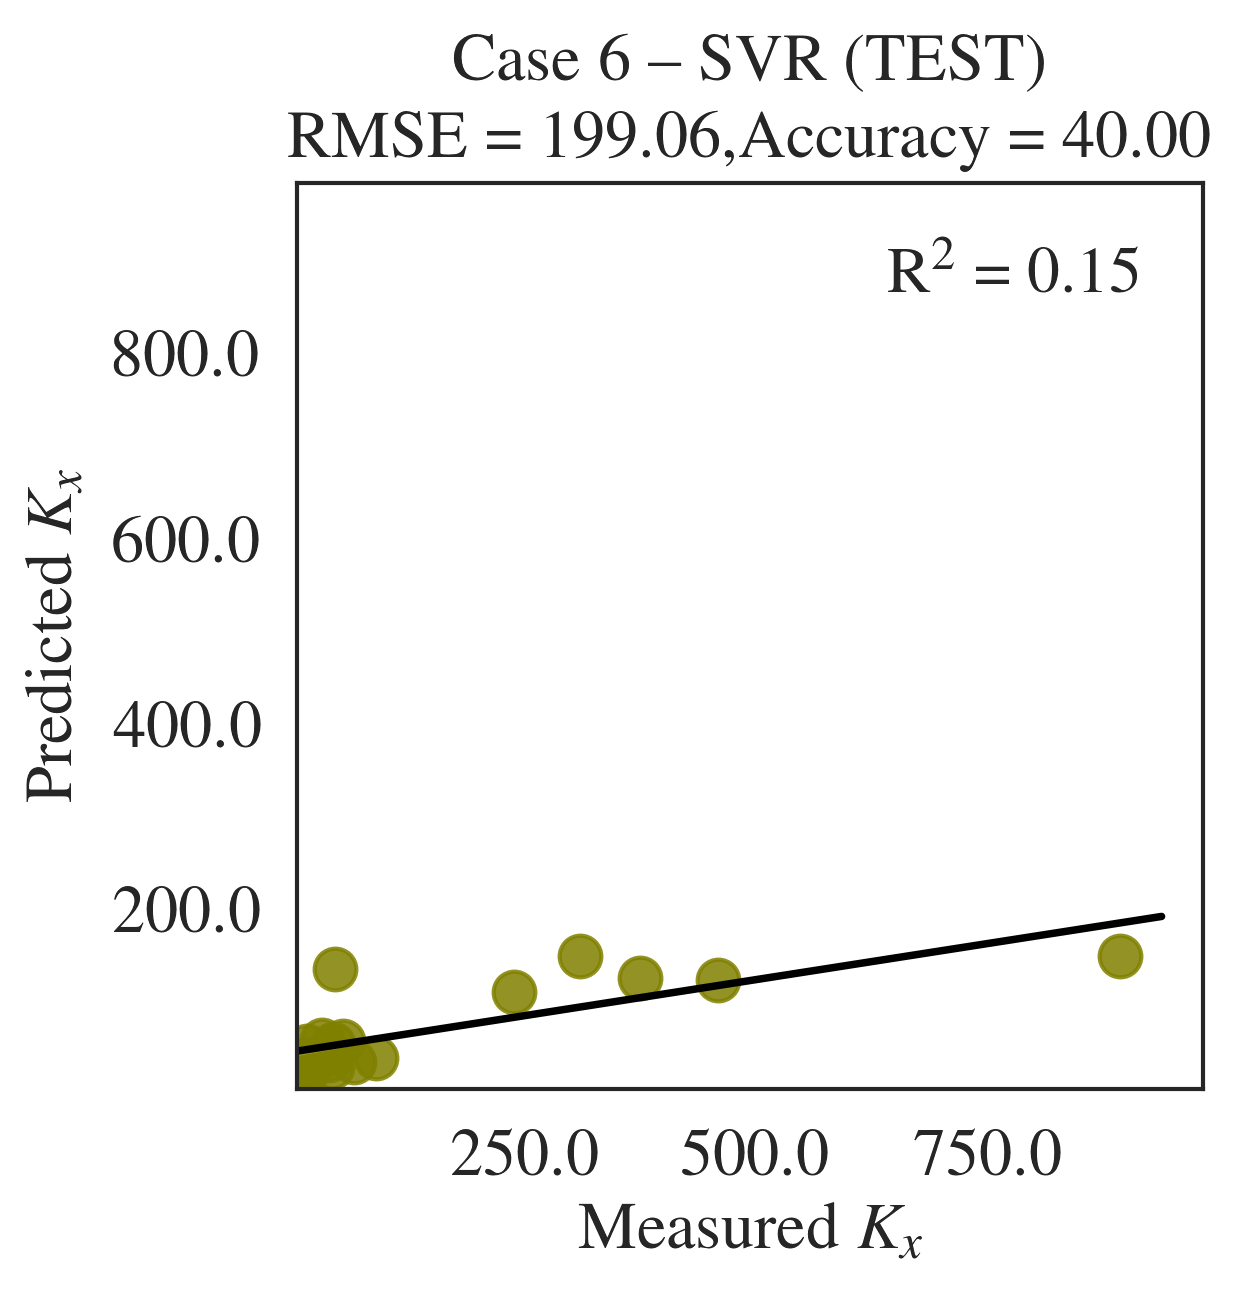 Case 6 – SVR (TEST)
RMSE = 199.06,Accuracy = 40.00
R² = 0.15
800.0
600.0
400.0
200.0
Predicted Kₓ
250.0 500.0 750.0
Measured Kₓ